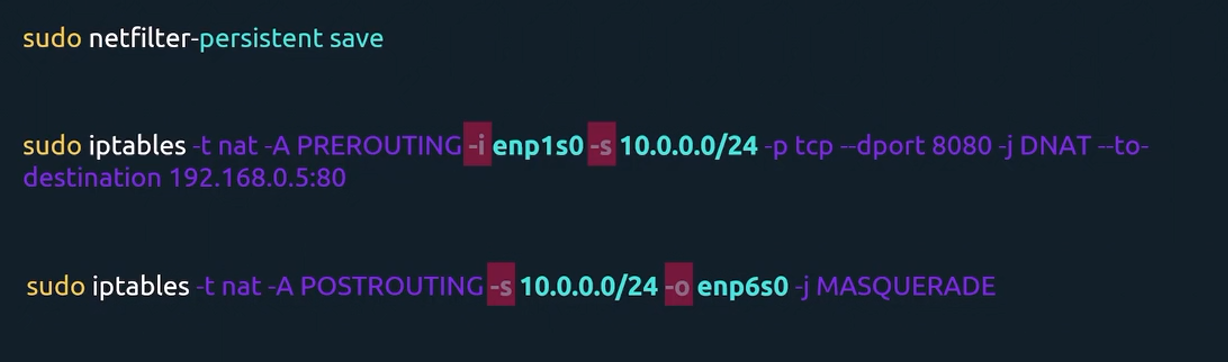 sudo netfilter-persistent save
sudo iptables -t nat -A PREROUTING -i enp1s0 -s 10.0.0.0/24 -p tcp --dport 8080 -j DNAT --to-
destination 192.168.0.5:80
sudo iptables -t nat -A POSTROUTING -s 10.0.0.0/24 -o enp6s0 -j MASQUERADE